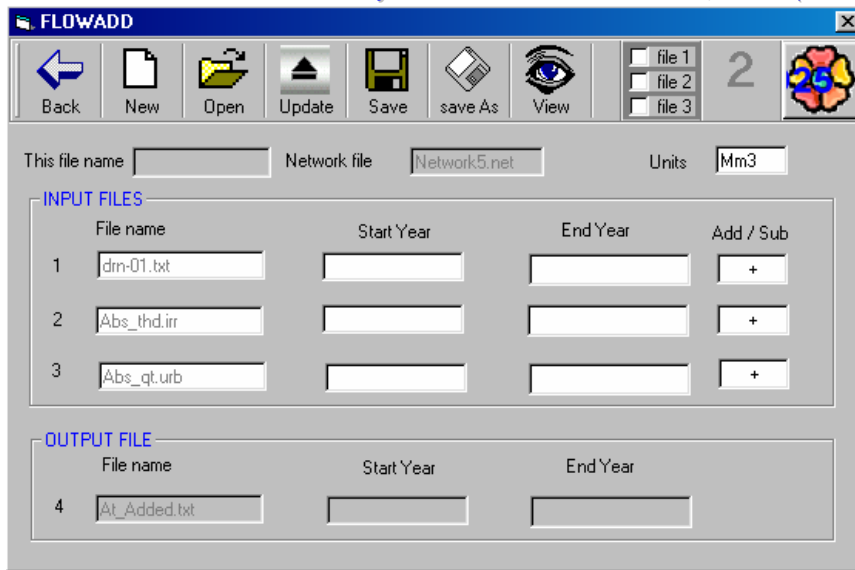 FLOWADD
Back New Open Update Save save As View file 1 file 2 file 3 2 25
This file name Network file Network5.net Units Mm3
INPUT FILES
File name Start Year End Year Add / Sub
1 drn-01.txt +
2 Abs_thd.irr +
3 Abs_qt.urb +
OUTPUT FILE
File name Start Year End Year
4 At_Added.txt